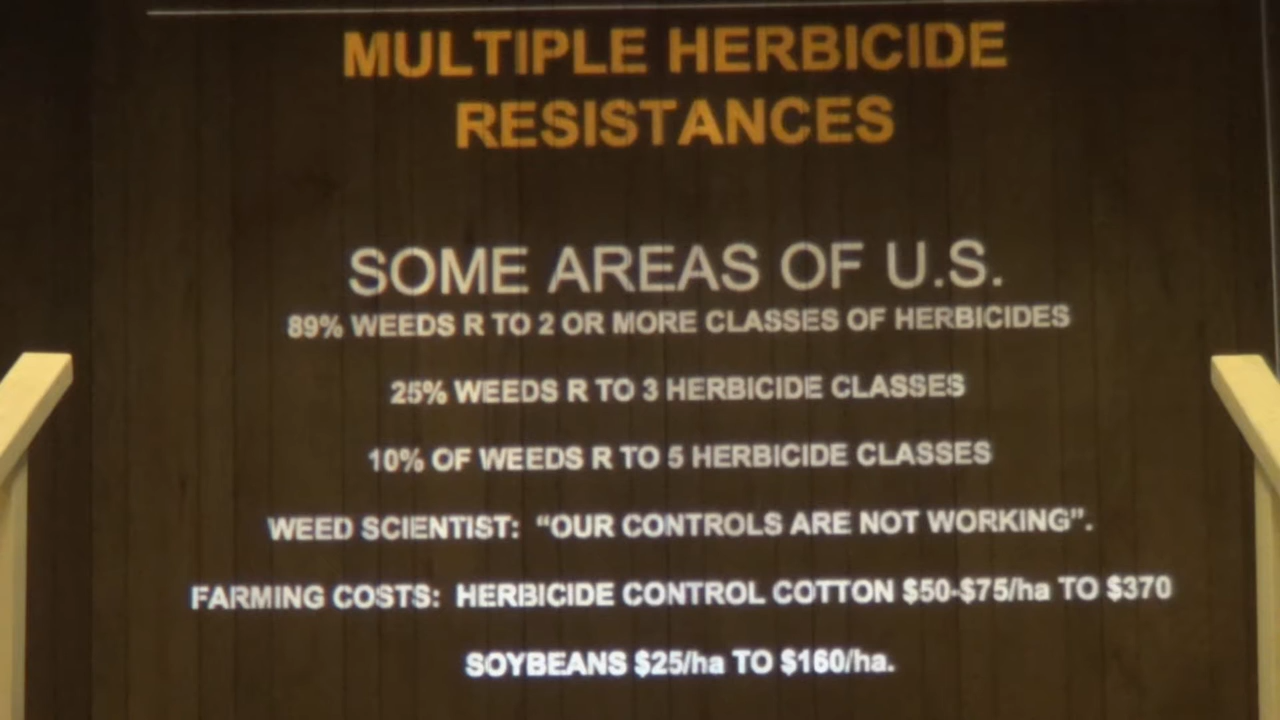 MULTIPLE HERBICIDE
RESISTANCES
SOME AREAS OF U.S.
89% WEEDS R TO 2 OR MORE CLASSES OF HERBICIDES
25% WEEDS R TO 3 HERBICIDE CLASSES
10% OF WEEDS R TO 5 HERBICIDE CLASSES
WEED SCIENTIST: “OUR CONTROLS ARE NOT WORKING”.
FARMING COSTS: HERBICIDE CONTROL COTTON $50-$75/ha TO $370
SOYBEANS $25/ha TO $160/ha.